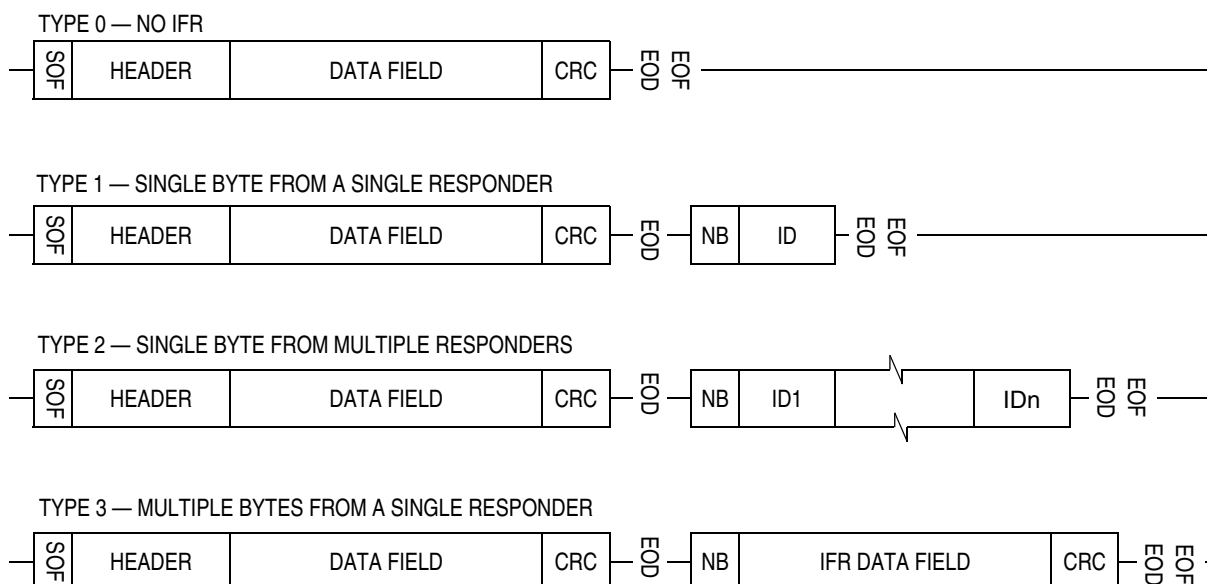 TYPE 0 — NO IFR
SOF HEADER DATA FIELD CRC EOD EOF
TYPE 1 — SINGLE BYTE FROM A SINGLE RESPONDER
SOF HEADER DATA FIELD CRC EOD NB ID EOD EOF
TYPE 2 — SINGLE BYTE FROM MULTIPLE RESPONDERS
SOF HEADER DATA FIELD CRC EOD NB ID1 IDn EOD EOF
TYPE 3 — MULTIPLE BYTES FROM A SINGLE RESPONDER
SOF HEADER DATA FIELD CRC EOD NB IFR DATA FIELD CRC EOD EOF